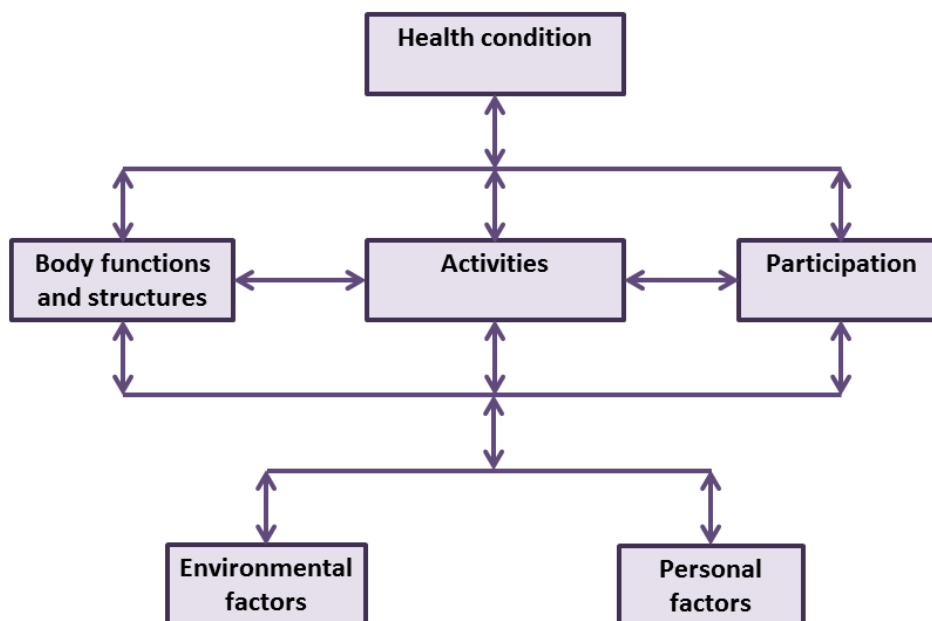 Health condition
Body functions
and structures
Activities
Participation
Environmental
factors
Personal
factors